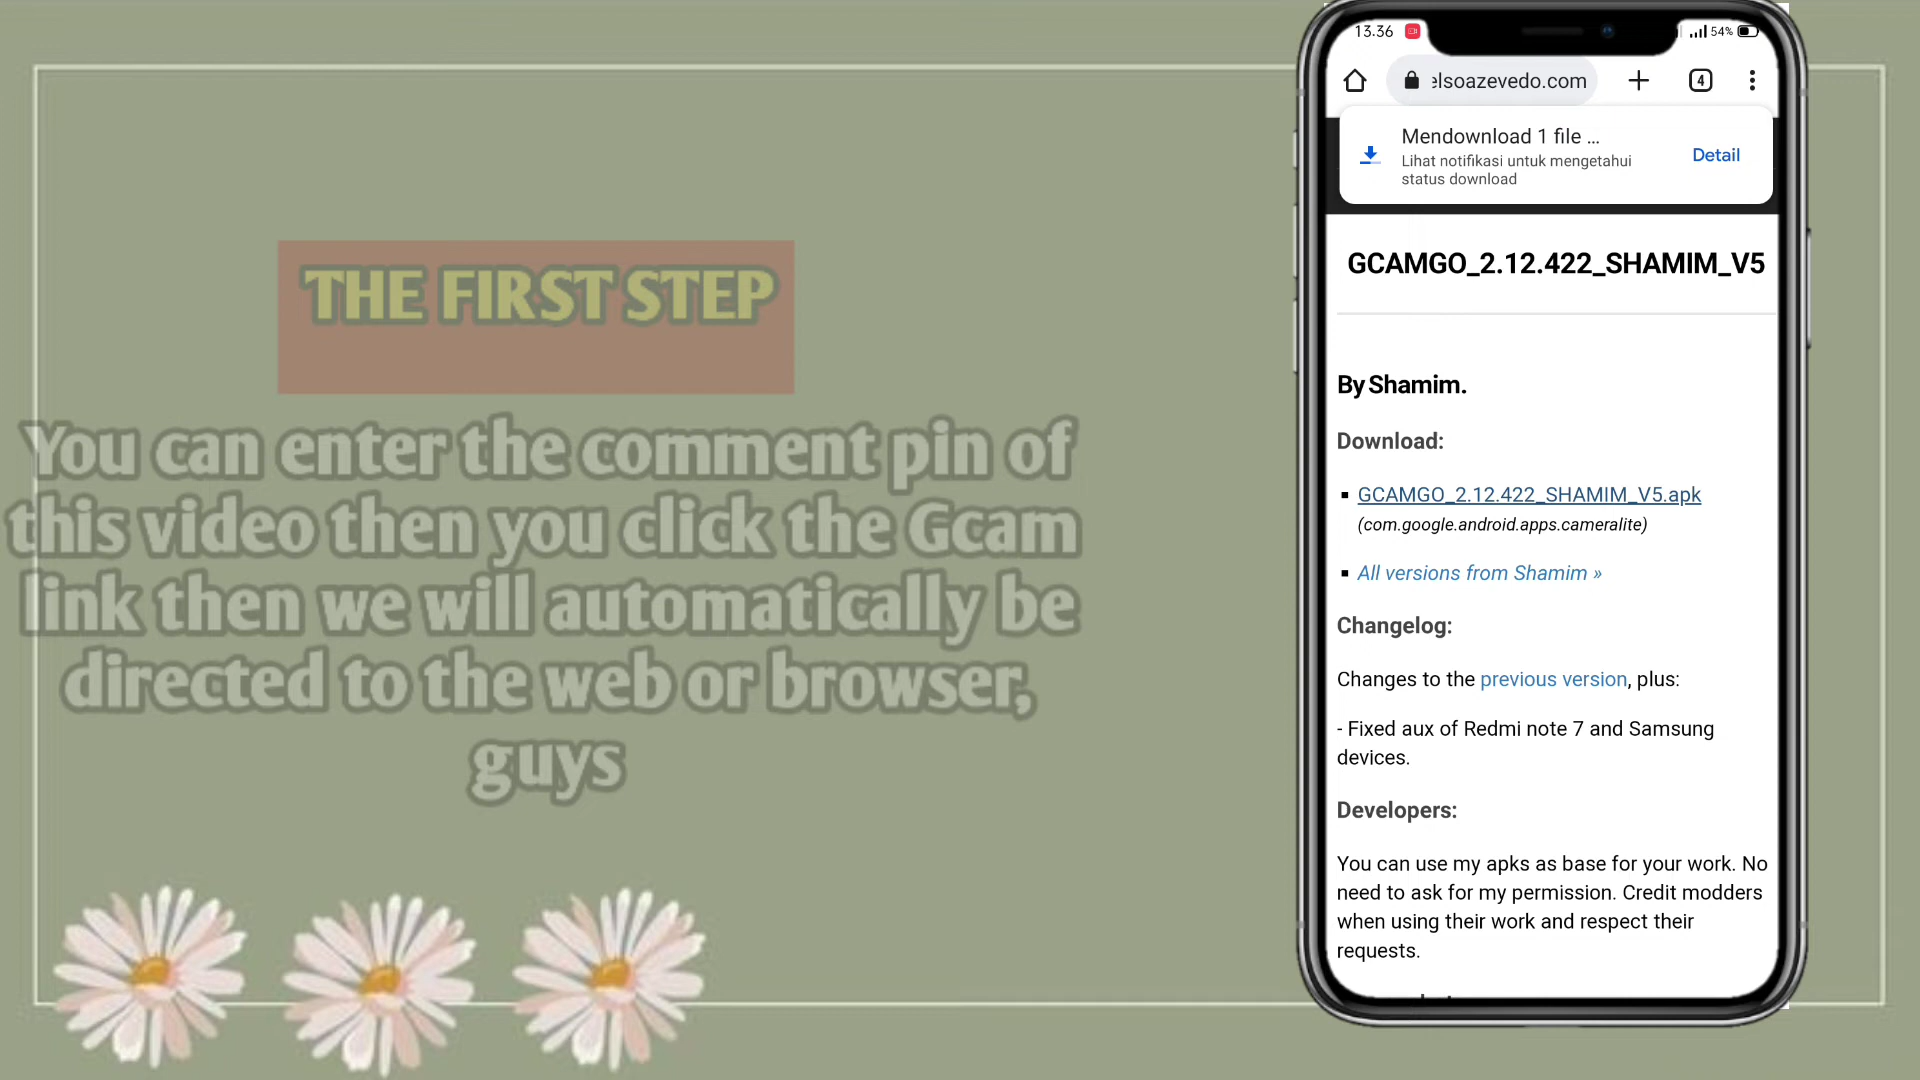 THE FIRST STEP
You can enter the comment pin of
this video then you click the Gcam
link then we will automatically be
directed to the web or browser,
guys
13.36
54%
elsoazevedo.com
4
Mendownload 1 file ...
Lihat notifikasi untuk mengetahui
status download
Detail
GCAMGO_2.12.422_SHAMIM_V5
By Shamim.
Download:
GCAMGO_2.12.422_SHAMIM_V5.apk
(com.google.android.apps.cameralite)
All versions from Shamim »
Changelog:
Changes to the previous version, plus:
- Fixed aux of Redmi note 7 and Samsung
devices.
Developers:
You can use my apks as base for your work. No
need to ask for my permission. Credit modders
when using their work and respect their
requests.